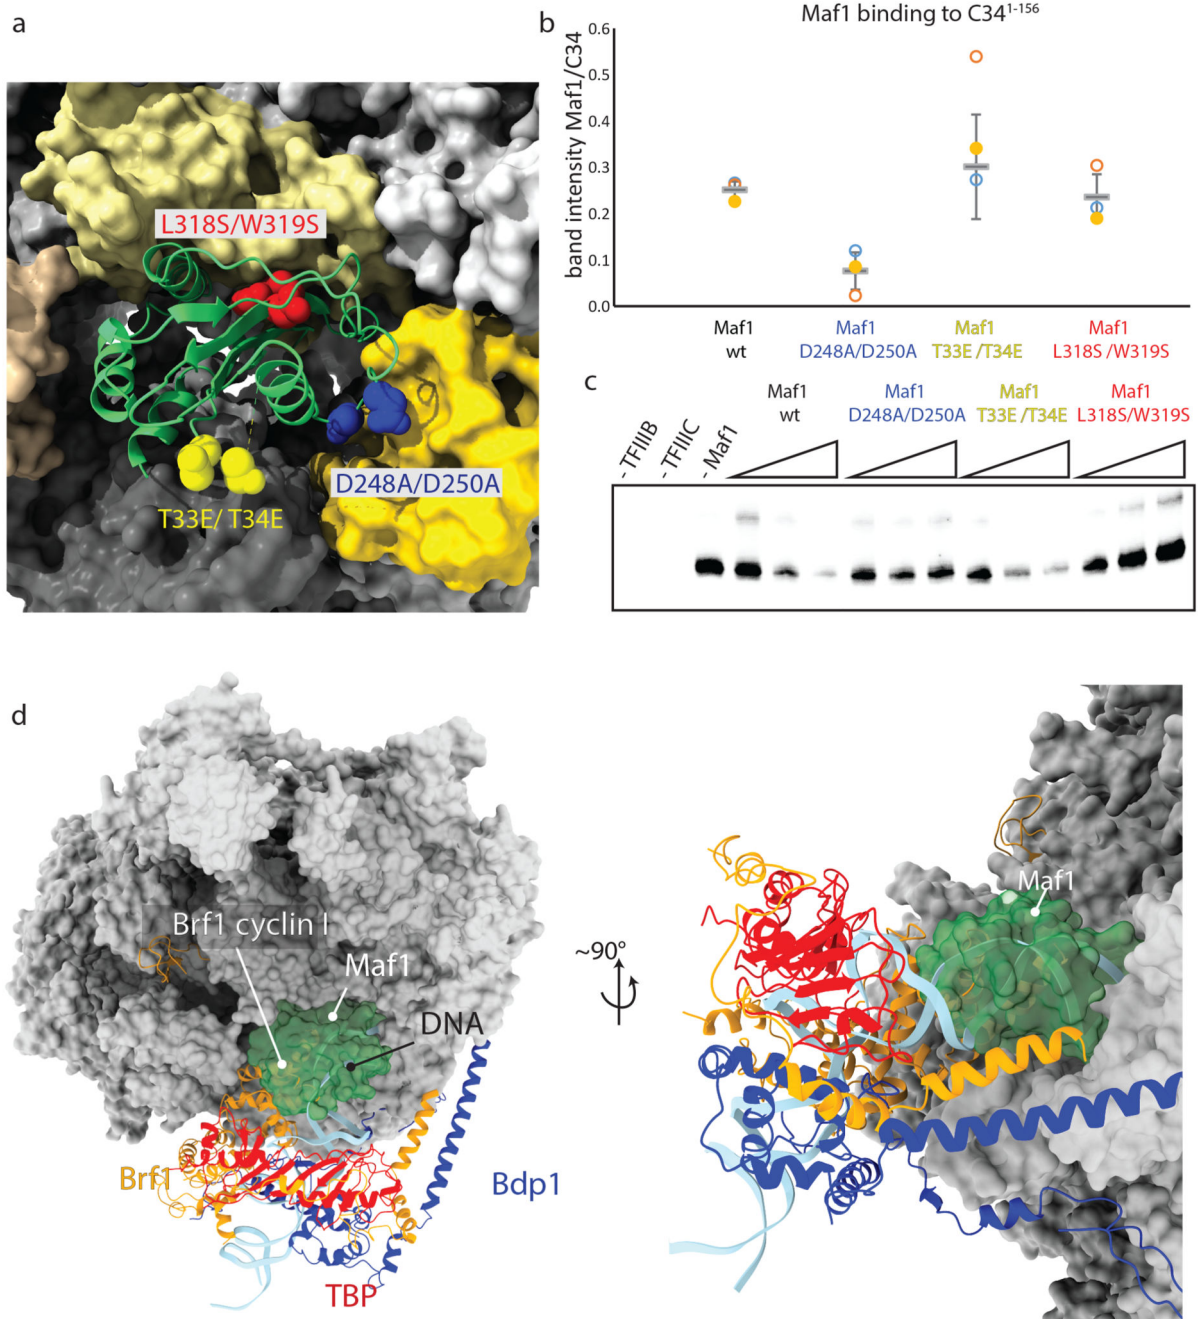 a
L318S/W319S
D248A/D250A
T33E/ T34E
b
Maf1 binding to C34¹⁻¹⁵⁶
band intensity Maf1/C34
0.6
0.5
0.4
0.3
0.2
0.1
0.0
Maf1
wt
Maf1
D248A/D250A
Maf1
T33E /T34E
Maf1
L318S /W319S
c
- TFIIIB
- TFIIIC
- Maf1
Maf1
wt
Maf1
D248A/D250A
Maf1
T33E /T34E
Maf1
L318S/W319S
d
Brf1 cyclin I
Maf1
DNA
Brf1
Bdp1
TBP
~90°
Maf1